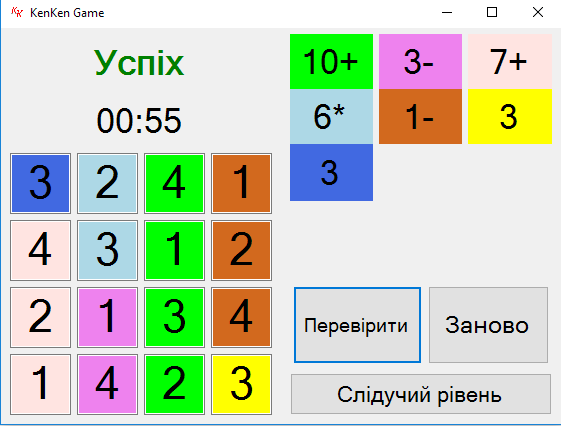 KenKen Game
Успіх
00:55
10+ 3- 7+
6* 1- 3
3
3 2 4 1
4 3 1 2
2 1 3 4
1 4 2 3
Перевірити Заново
Слідучий рівень